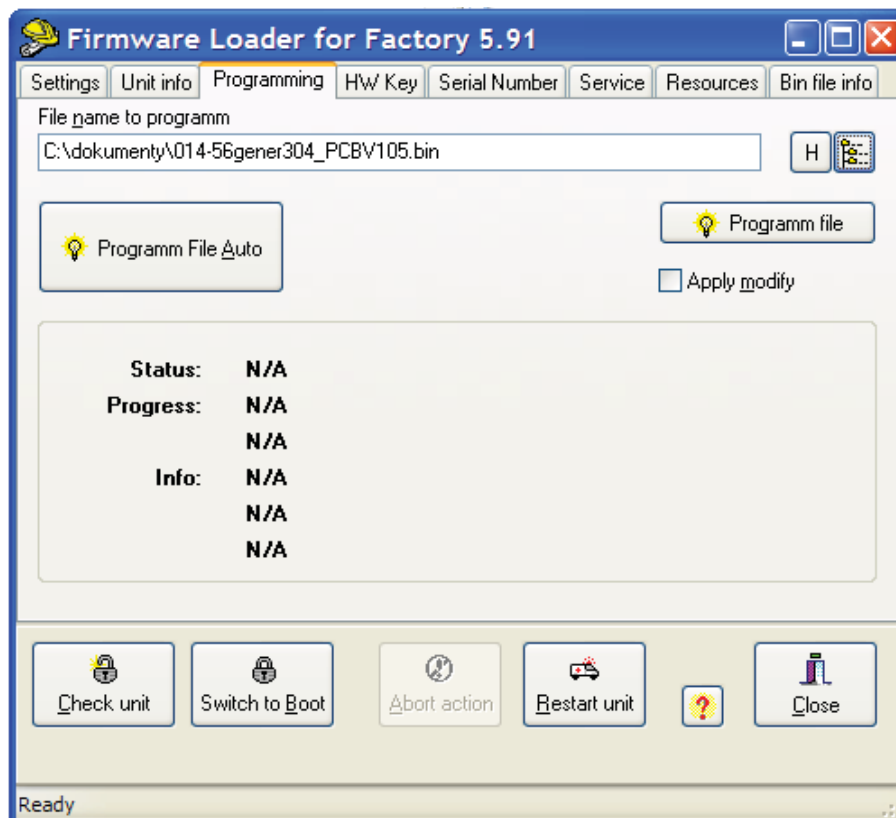 Firmware Loader for Factory 5.91
Settings Unit info Programming HW Key Serial Number Service Resources Bin file info
File name to programm
C:\dokumenty\014-56gener304_PCBV105.bin
H
Programm File Auto
Programm file
Apply modify
Status: N/A
Progress: N/A
N/A
Info: N/A
N/A
N/A
Check unit Switch to Boot Abort action Restart unit ? Close
Ready